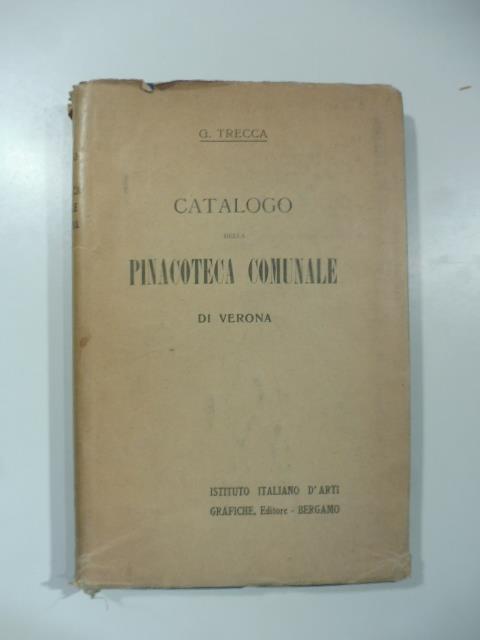 G. TRECCA
CATALOGO
DELLA
PINACOTECA COMUNALE
DI VERONA
ISTITUTO ITALIANO D'ARTI
GRAFICHE, Editore - BERGAMO